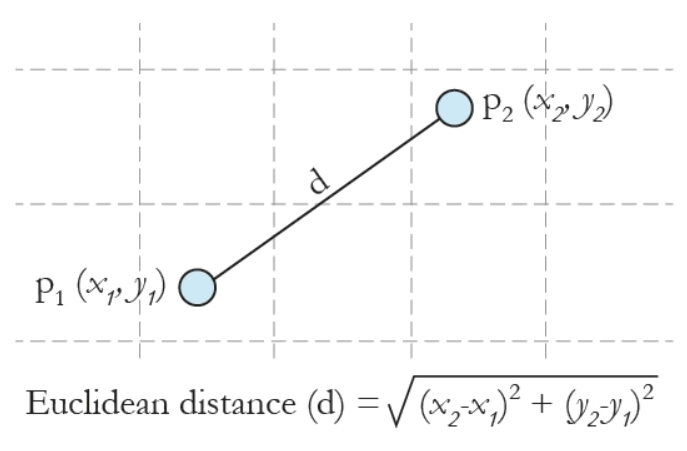 p₂ (x₂, y₂)
d
p₁ (x₁, y₁)
Euclidean distance (d) = √(x₂-x₁)² + (y₂-y₁)²